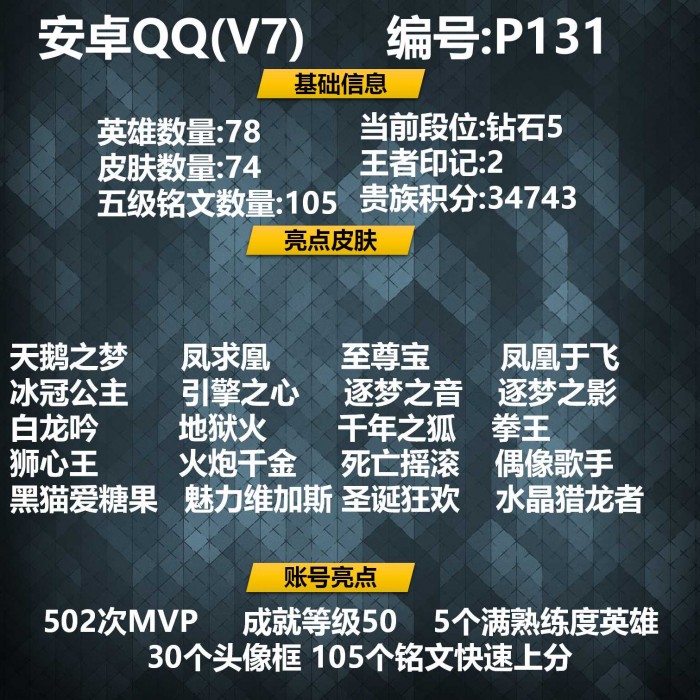 安卓QQ(V7) 编号:P131
基础信息
英雄数量:78 当前段位:钻石5
皮肤数量:74 王者印记:2
五级铭文数量:105 贵族积分:34743
亮点皮肤
天鹅之梦 凤求凰 至尊宝 凤凰于飞
冰冠公主 引擎之心 逐梦之音 逐梦之影
白龙吟 地狱火 千年之狐 拳王
狮心王 火炮千金 死亡摇滚 偶像歌手
黑猫爱糖果 魅力维加斯 圣诞狂欢 水晶猎龙者
账号亮点
502次MVP 成就等级50 5个满熟练度英雄
30个头像框 105个铭文快速上分